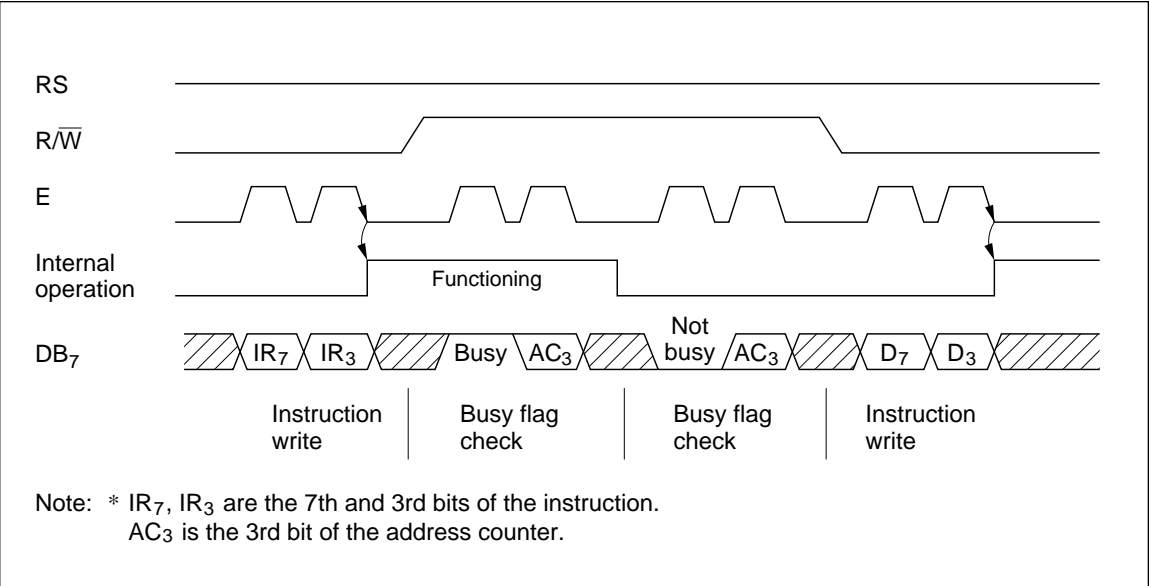 RS
R/W̅
E
Internal
operation
Functioning
DB7
IR7 IR3 Busy AC3 Not
busy AC3 D7 D3
Instruction
write
Busy flag
check
Busy flag
check
Instruction
write
Note: * IR7, IR3 are the 7th and 3rd bits of the instruction.
AC3 is the 3rd bit of the address counter.